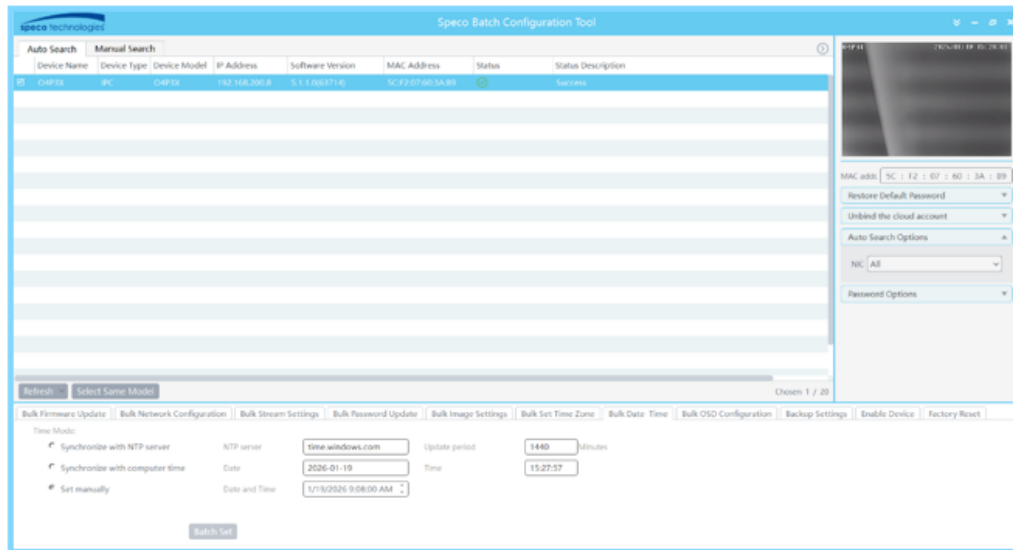 speco technologies
Speco Batch Configuration Tool
Auto Search Manual Search
Device Name Device Type Device Model IP Address Software Version MAC Address Status Status Description
O4P3X IPC O4P3X 192.168.200.8 5.1.1.0(63714) 5C:F2:07:60:3A:B9 Success
MAC addr. 5C : F2 : 07 : 60 : 3A : B9
Restore Default Password
Unbind the cloud account
Auto Search Options
NIC All
Password Options
Refresh Select Same Model Chosen 1 / 20
Bulk Firmware Update Bulk Network Configuration Bulk Stream Settings Bulk Password Update Bulk Image Settings Bulk Set Time Zone Bulk Date Time Bulk OSD Configuration Backup Settings Enable Device Factory Reset
Time Mode:
Synchronize with NTP server NTP server time.windows.com Update period 1440 Minutes
Synchronize with computer time Date 2026-01-19 Time 15:27:57
Set manually Date and Time 1/19/2026 9:08:00 AM
Batch Set